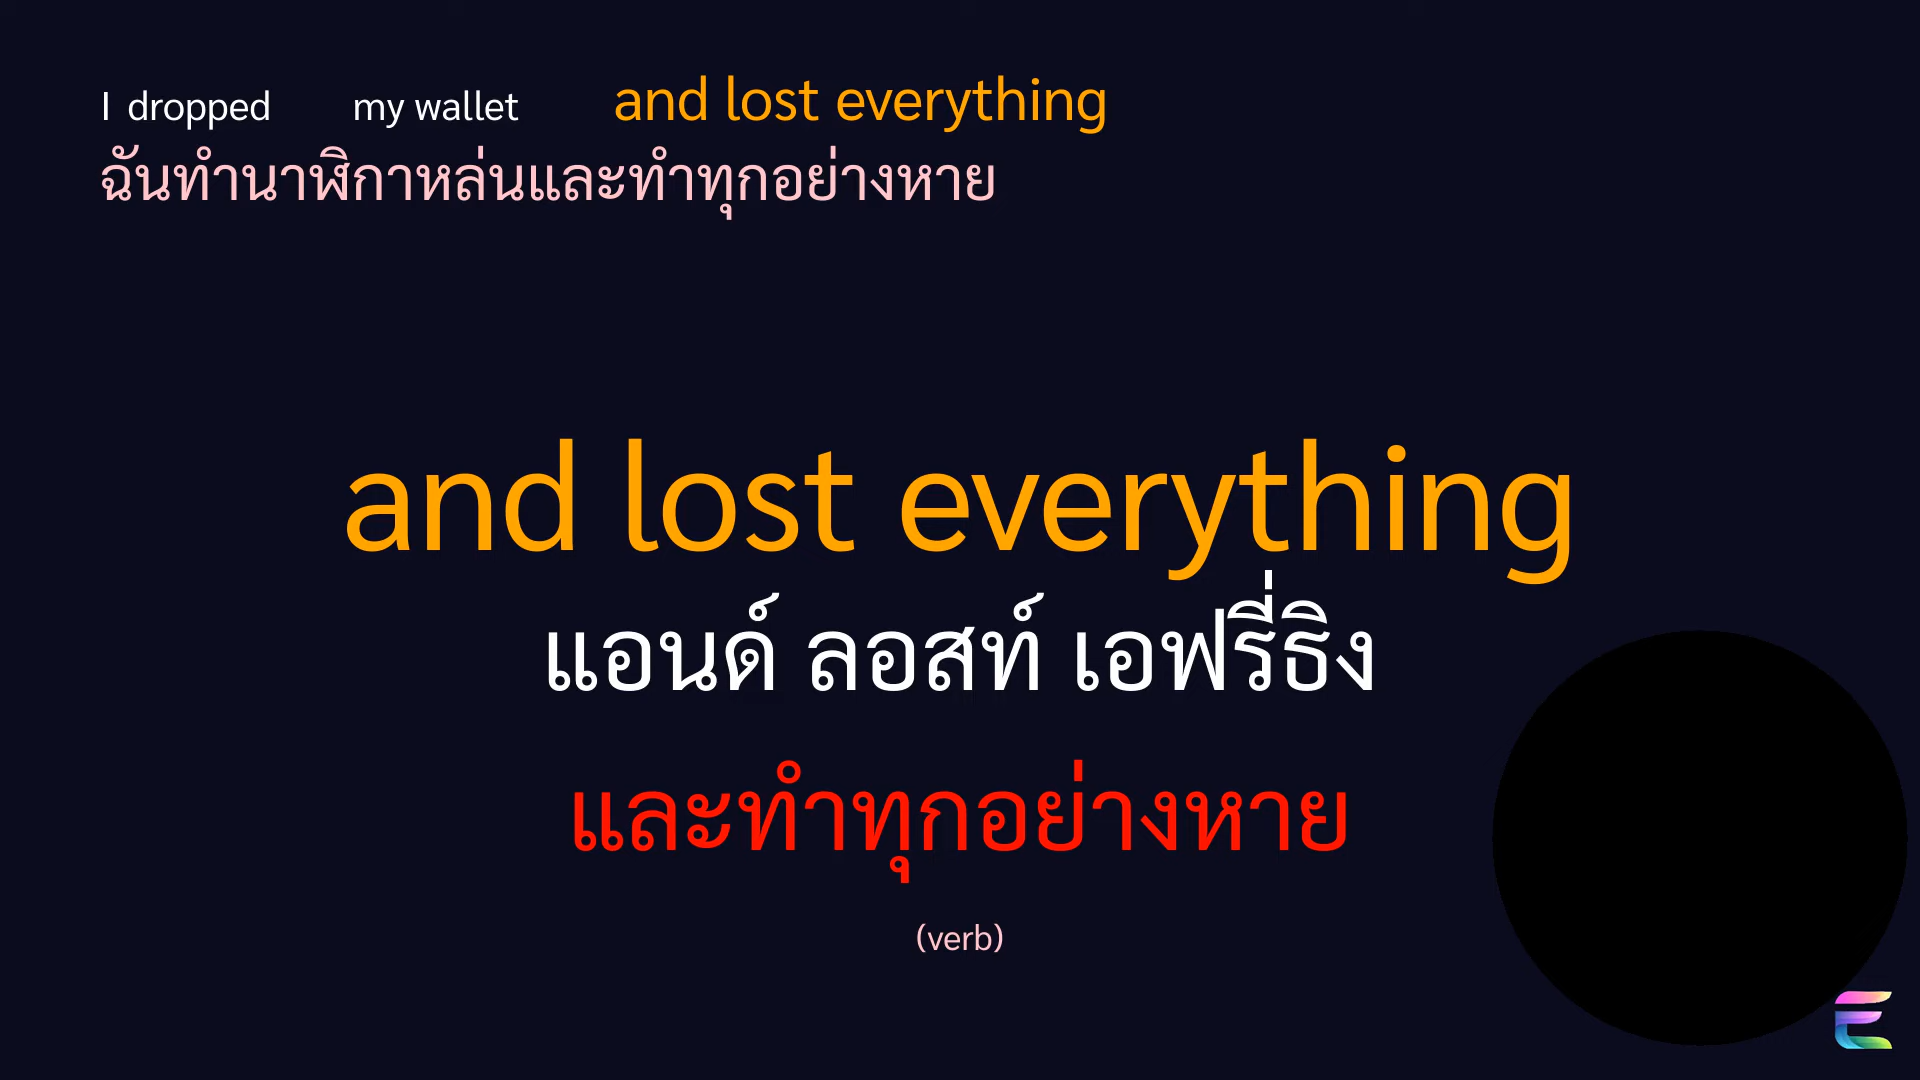 I dropped my wallet and lost everything
ฉันทำนาฬิกาหล่นและทำทุกอย่างหาย
and lost everything
แอนด์ ลอสท์ เอฟรี่ธิง
และทำทุกอย่างหาย
(verb)